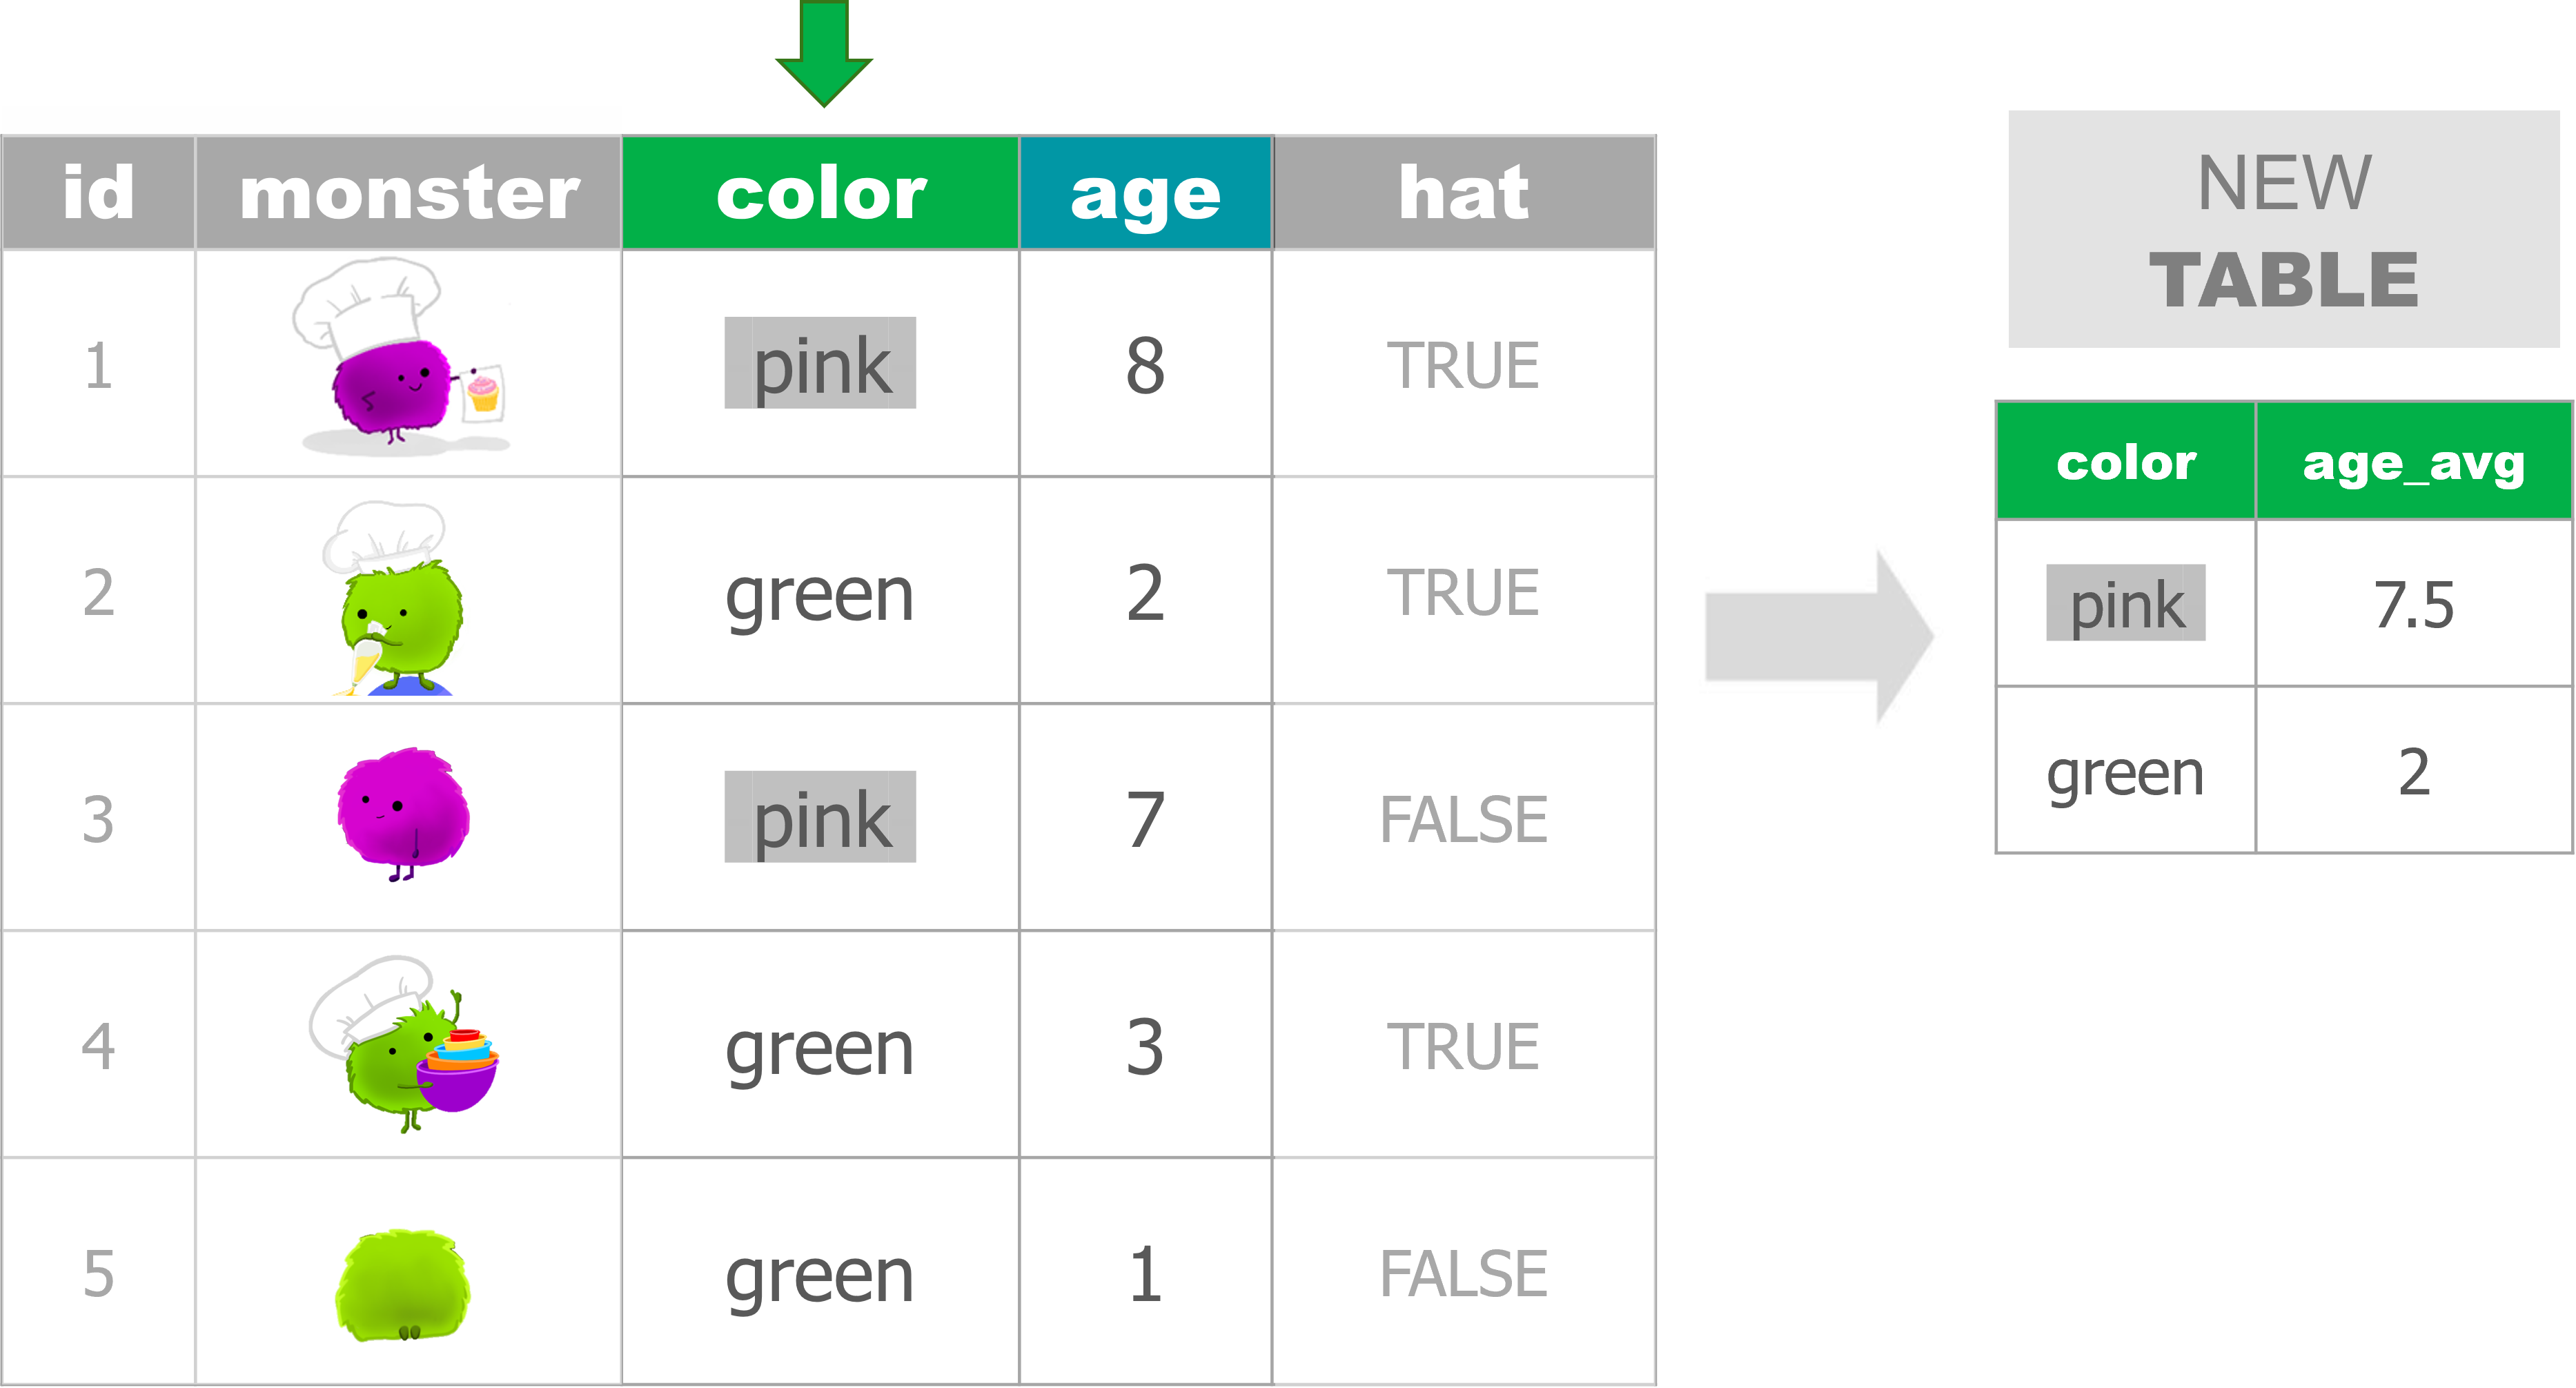 id monster color age hat
1 pink 8 TRUE
2 green 2 TRUE
3 pink 7 FALSE
4 green 3 TRUE
5 green 1 FALSE
NEW
TABLE
color age_avg
pink 7.5
green 2